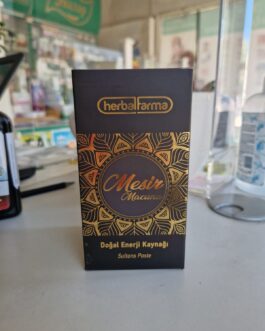 herbalfarma
Mesir
Macunu
Doğal Enerji Kaynağı
Sultans Paste